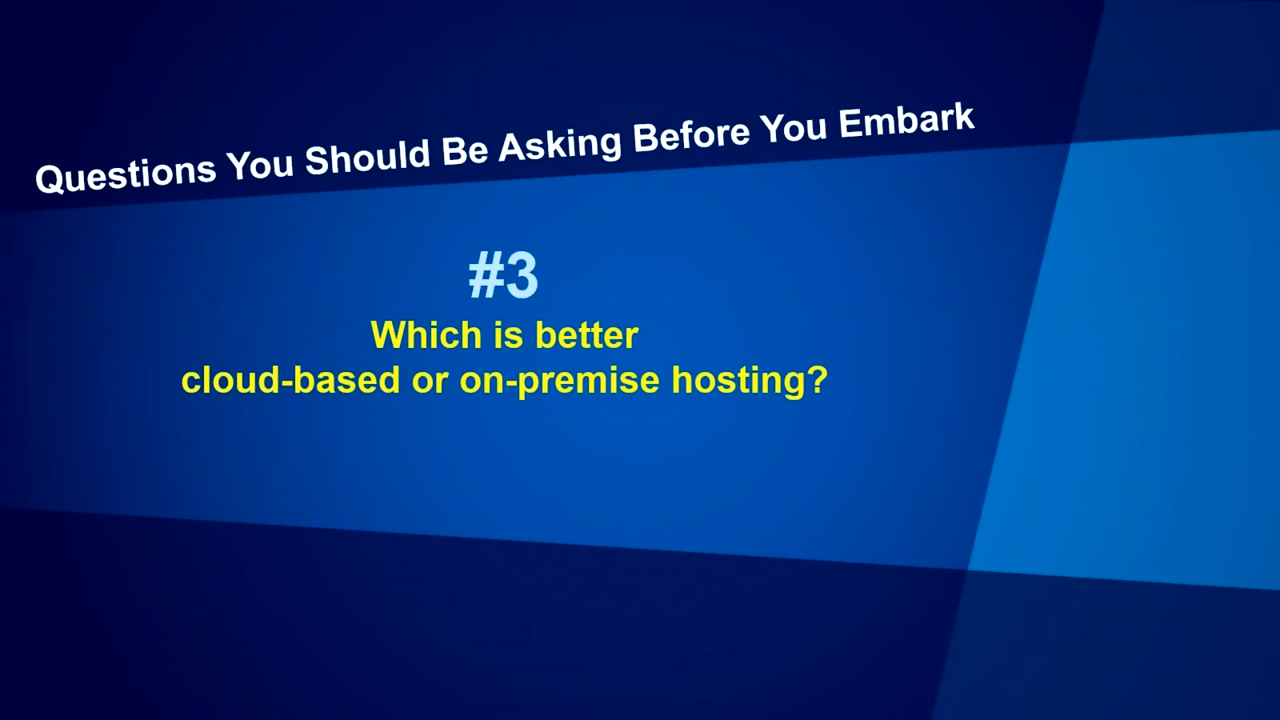 Questions You Should Be Asking Before You Embark
#3
Which is better
cloud-based or on-premise hosting?